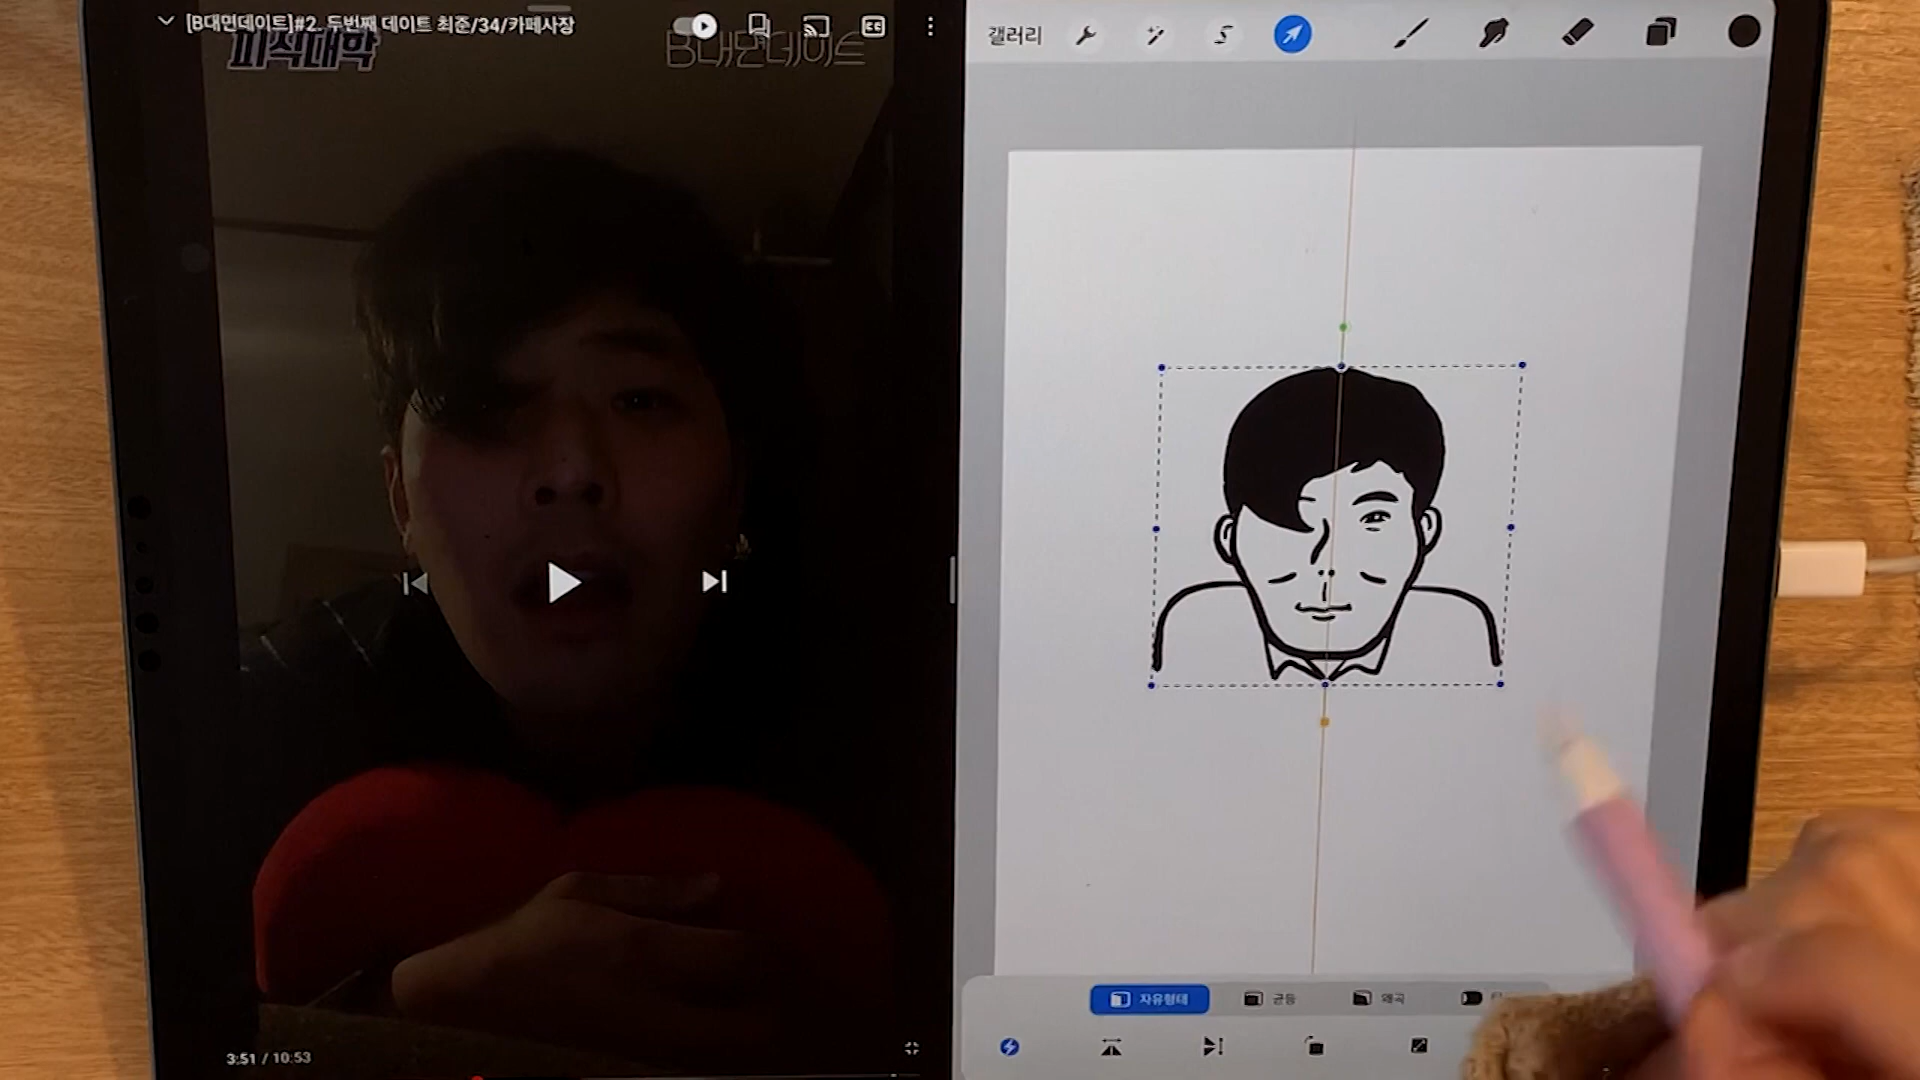 [B대면데이트]#2. 두번째 데이트 최준/34/카페사장
CC
피식대학
B대면데이트
3:51 / 10:53
갤러리
자유형태
균등
왜곡